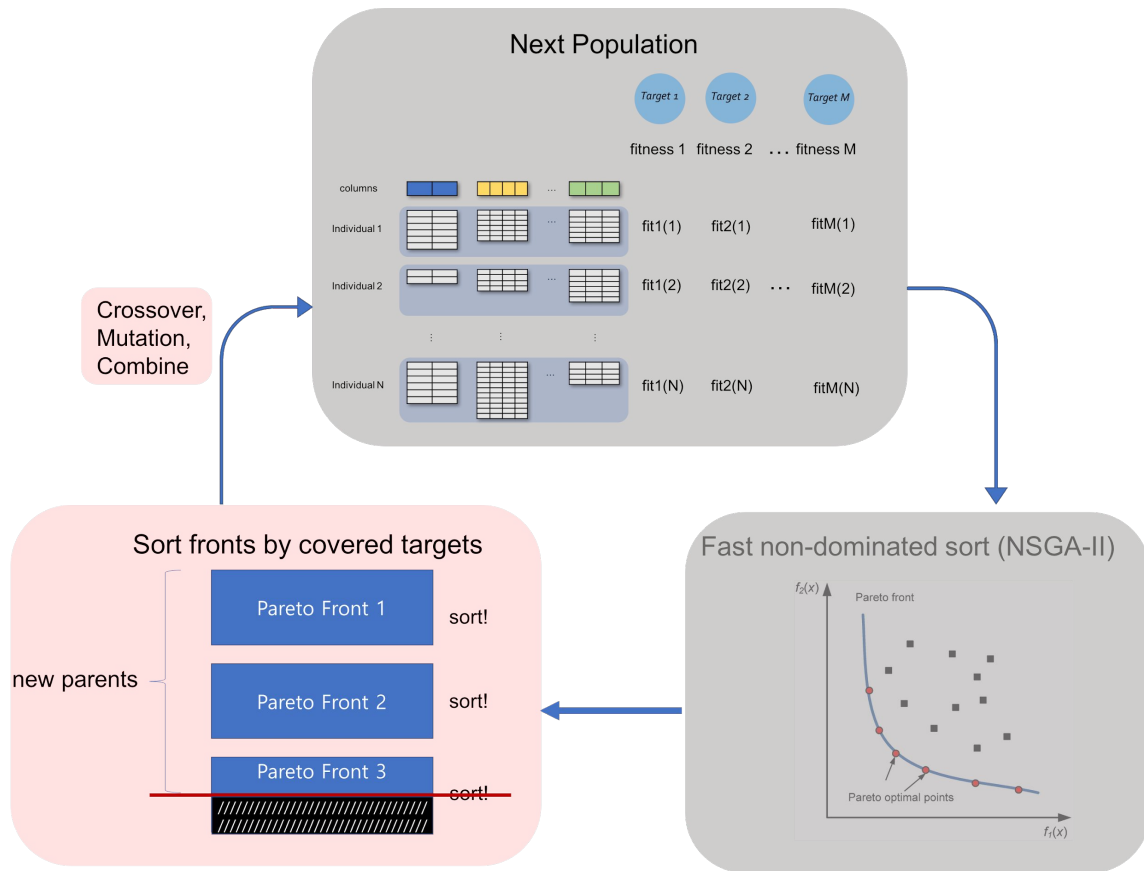 Next Population
Target 1 Target 2 Target M
fitness 1 fitness 2 ... fitness M
columns ...
Individual 1 ... fit1(1) fit2(1) fitM(1)
Individual 2 ... fit1(2) fit2(2) ... fitM(2)
⋮ ⋮ ⋮
Individual N ... fit1(N) fit2(N) fitM(N)
Crossover,
Mutation,
Combine
Sort fronts by covered targets
Pareto Front 1
sort!
new parents
Pareto Front 2
sort!
Pareto Front 3
sort!
Fast non-dominated sort (NSGA-II)
f2(x)
Pareto front
Pareto optimal points
f1(x)